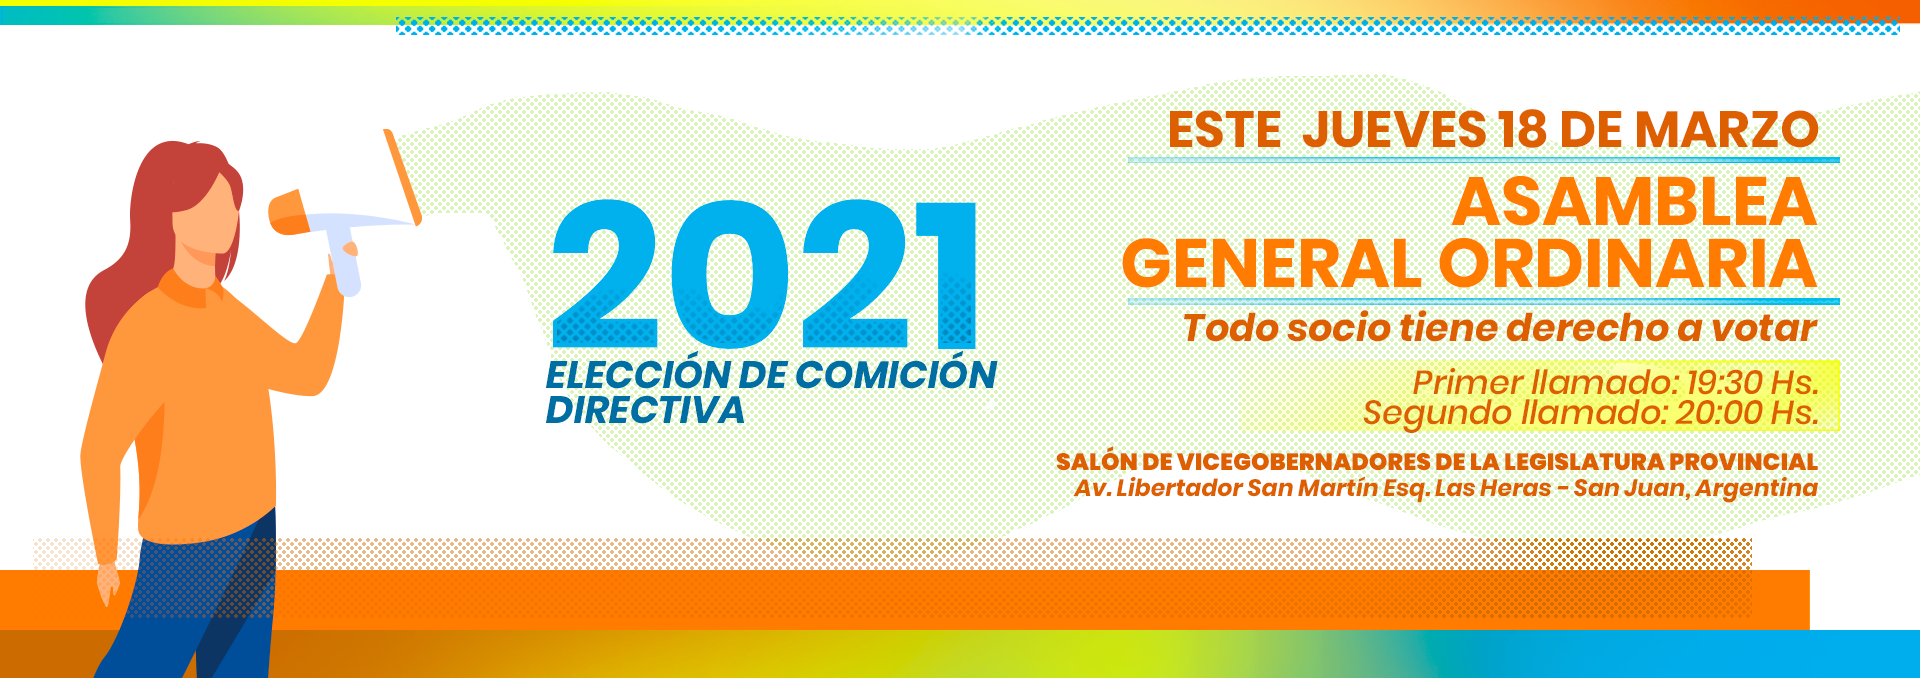 2021
ELECCIÓN DE COMICIÓN
DIRECTIVA
ESTE JUEVES 18 DE MARZO
ASAMBLEA
GENERAL ORDINARIA
Todo socio tiene derecho a votar
Primer llamado: 19:30 Hs.
Segundo llamado: 20:00 Hs.
SALÓN DE VICEGOBERNADORES DE LA LEGISLATURA PROVINCIAL
Av. Libertador San Martín Esq. Las Heras - San Juan, Argentina